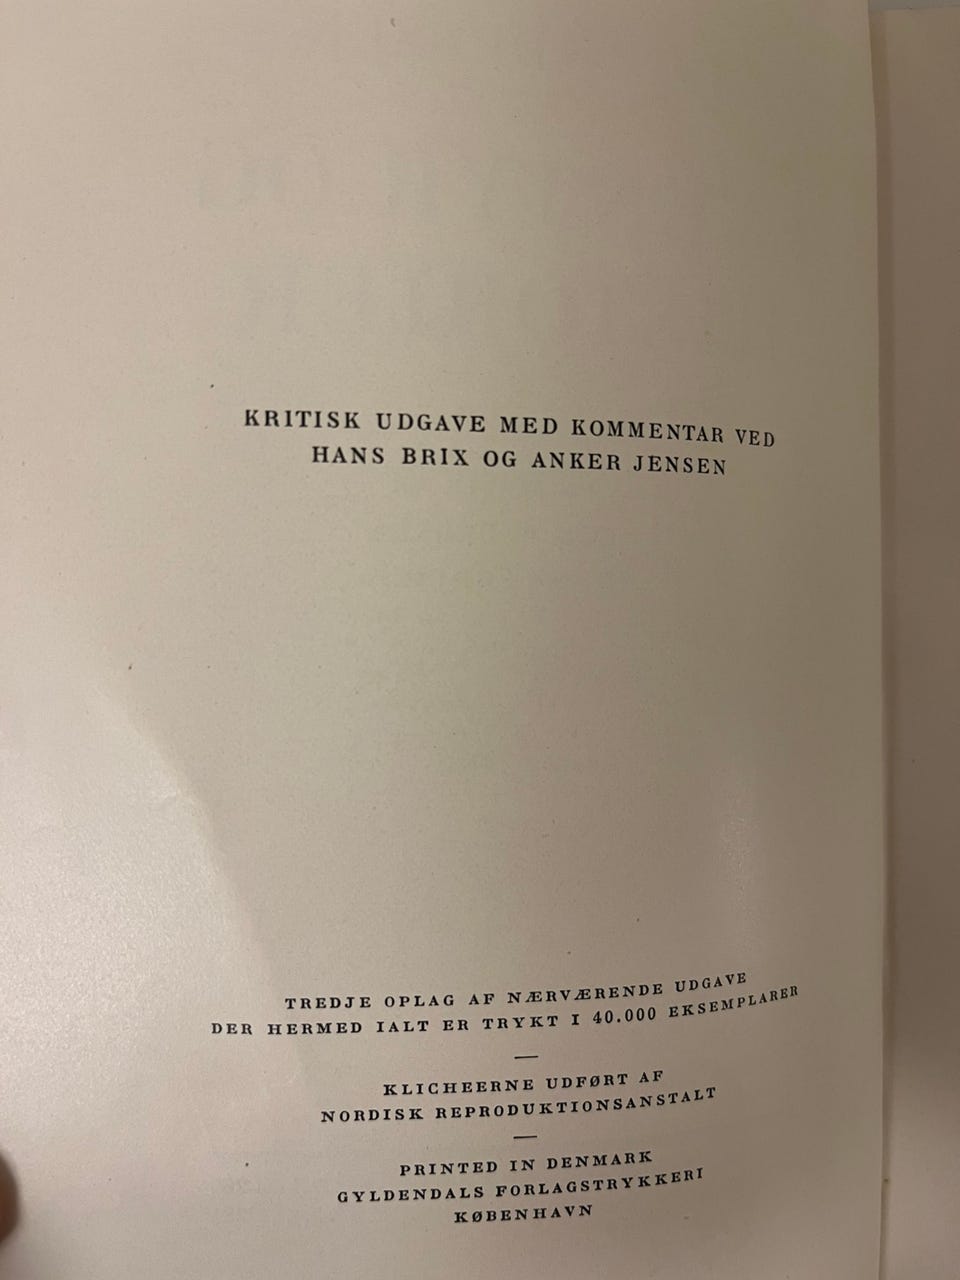 KRITISK UDGAVE MED KOMMENTAR VED
HANS BRIX OG ANKER JENSEN
TREDJE OPLAG AF NÆRVÆRENDE UDGAVE
DER HERMED IALT ER TRYKT I 40.000 EKSEMPLARER
KLICHEERNE UDFØRT AF
NORDISK REPRODUKTIONSANSTALT
PRINTED IN DENMARK
GYLDENDALS FORLAGSTRYKKERI
KØBENHAVN